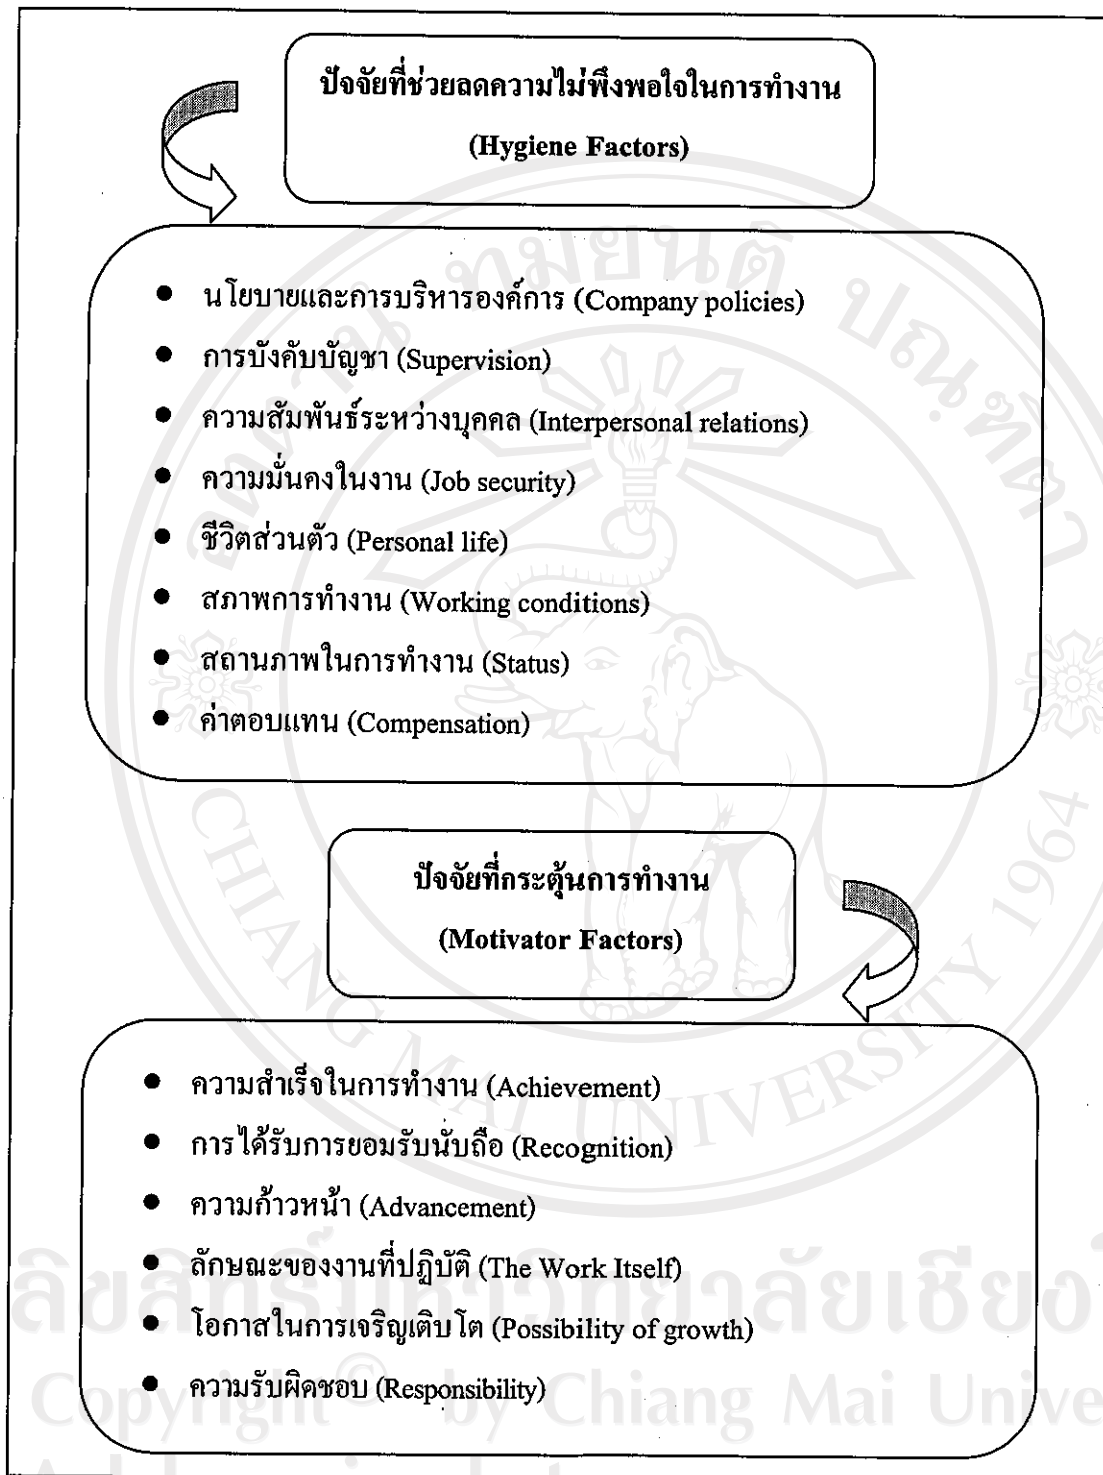 ปัจจัยที่ช่วยลดความไม่พึงพอใจในการทำงาน
(Hygiene Factors)
• นโยบายและการบริหารองค์การ (Company policies)
• การบังคับบัญชา (Supervision)
• ความสัมพันธ์ระหว่างบุคคล (Interpersonal relations)
• ความมั่นคงในงาน (Job security)
• ชีวิตส่วนตัว (Personal life)
• สภาพการทำงาน (Working conditions)
• สถานภาพในการทำงาน (Status)
• ค่าตอบแทน (Compensation)
ปัจจัยที่กระตุ้นการทำงาน
(Motivator Factors)
• ความสำเร็จในการทำงาน (Achievement)
• การได้รับการยอมรับนับถือ (Recognition)
• ความก้าวหน้า (Advancement)
• ลักษณะของงานที่ปฏิบัติ (The Work Itself)
• โอกาสในการเจริญเติบโต (Possibility of growth)
• ความรับผิดชอบ (Responsibility)
CHIANG MAI UNIVERSITY 1964
Copyright © by Chiang Mai Unive